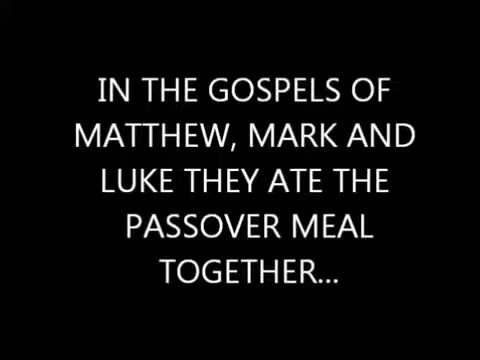 IN THE GOSPELS OF
MATTHEW, MARK AND
LUKE THEY ATE THE
PASSOVER MEAL
TOGETHER...